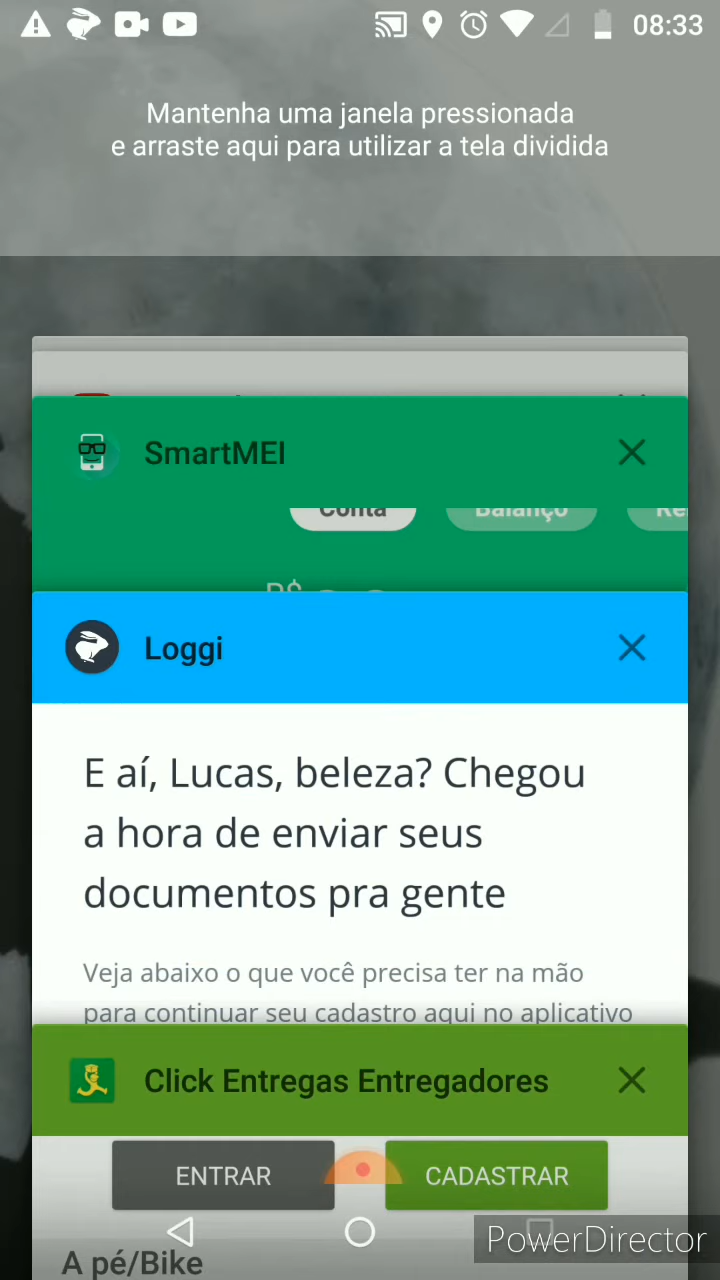 08:33
Mantenha uma janela pressionada
e arraste aqui para utilizar a tela dividida
SmartMEI
Conta Balanço
R$
Loggi
E aí, Lucas, beleza? Chegou
a hora de enviar seus
documentos pra gente
Veja abaixo o que você precisa ter na mão
para continuar seu cadastro aqui no aplicativo
Click Entregas Entregadores
ENTRAR CADASTRAR
PowerDirector
A pé/Bike